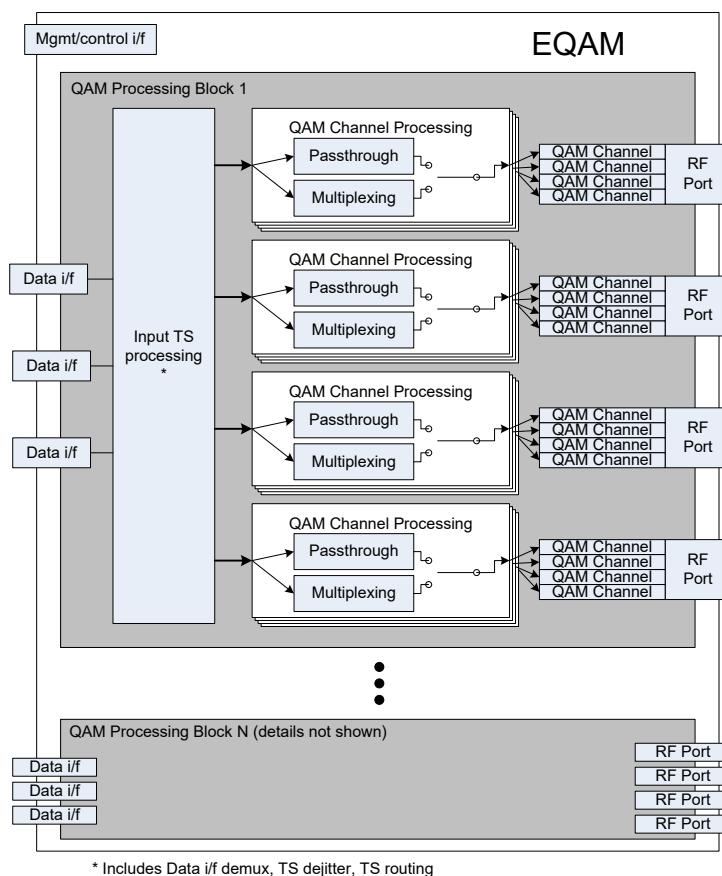 Mgmt/control i/f
EQAM
QAM Processing Block 1
Input TS
processing
*
Data i/f
Data i/f
Data i/f
QAM Channel Processing
Passthrough
Multiplexing
QAM Channel
QAM Channel
QAM Channel
QAM Channel
RF
Port
QAM Channel Processing
Passthrough
Multiplexing
QAM Channel
QAM Channel
QAM Channel
QAM Channel
RF
Port
QAM Channel Processing
Passthrough
Multiplexing
QAM Channel
QAM Channel
QAM Channel
QAM Channel
RF
Port
QAM Channel Processing
Passthrough
Multiplexing
QAM Channel
QAM Channel
QAM Channel
QAM Channel
RF
Port
QAM Processing Block N (details not shown)
Data i/f
Data i/f
Data i/f
RF Port
RF Port
RF Port
RF Port
* Includes Data i/f demux, TS dejitter, TS routing